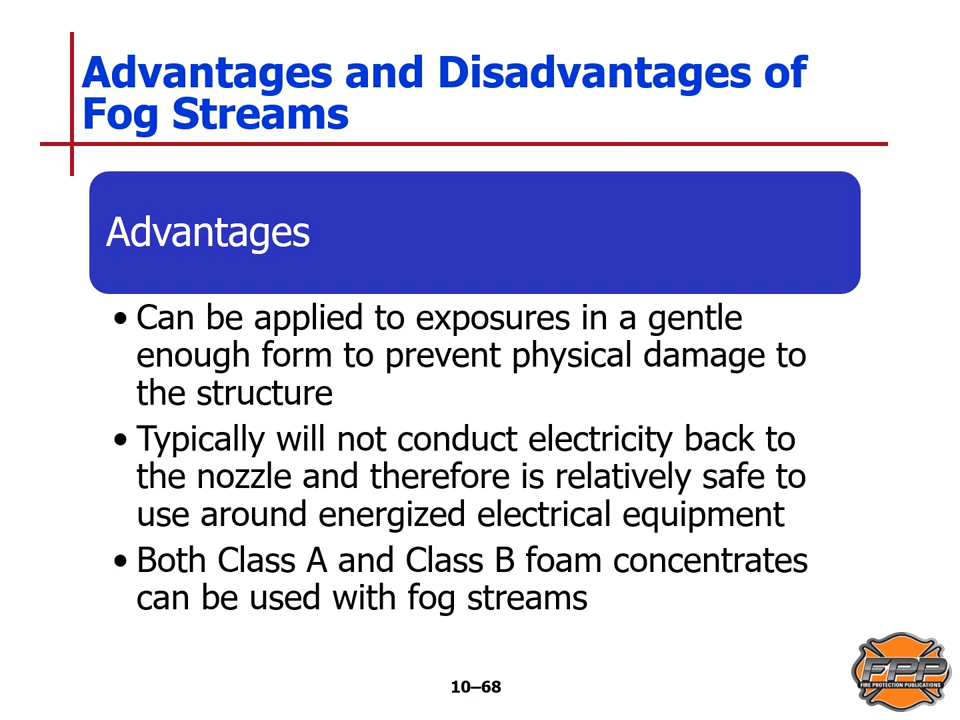 Advantages and Disadvantages of
Fog Streams
Advantages
• Can be applied to exposures in a gentle
enough form to prevent physical damage to
the structure
• Typically will not conduct electricity back to
the nozzle and therefore is relatively safe to
use around energized electrical equipment
• Both Class A and Class B foam concentrates
can be used with fog streams
10–68
FPP
FIRE PROTECTION PUBLICATIONS